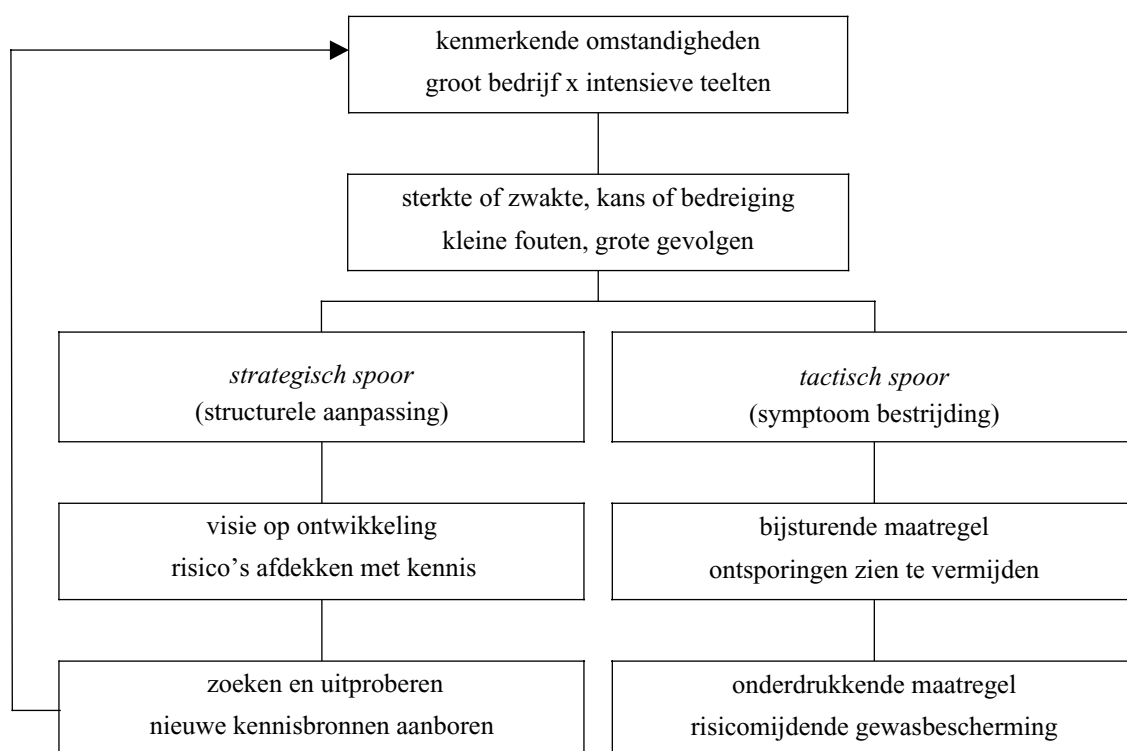 kenmerkende omstandigheden
groot bedrijf x intensieve teelten
sterkte of zwakte, kans of bedreiging
kleine fouten, grote gevolgen
strategisch spoor
(structurele aanpassing)
tactisch spoor
(symptoom bestrijding)
visie op ontwikkeling
risico's afdekken met kennis
bijsturende maatregel
ontsporingen zien te vermijden
zoeken en uitproberen
nieuwe kennisbronnen aanboren
onderdrukkende maatregel
risicomijdende gewasbescherming